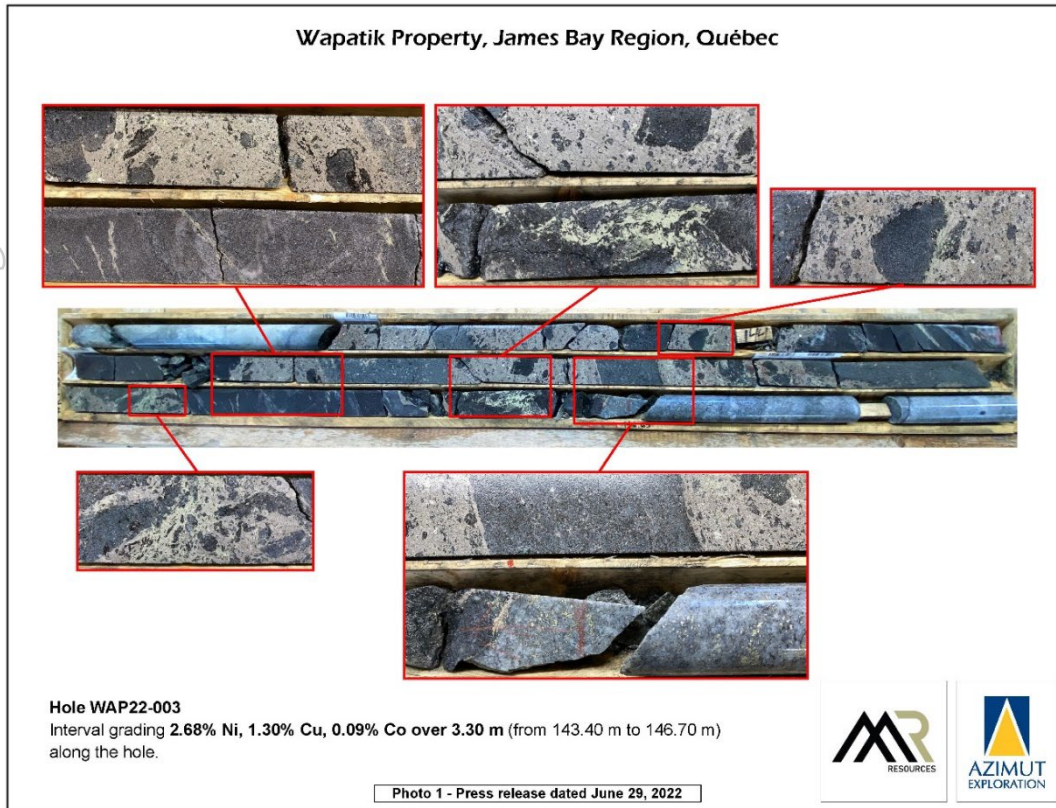 Wapatik Property, James Bay Region, Québec
Hole WAP22-003
Interval grading 2.68% Ni, 1.30% Cu, 0.09% Co over 3.30 m (from 143.40 m to 146.70 m)
along the hole.
MR
RESOURCES
AZIMUT
EXPLORATION
Photo 1 - Press release dated June 29, 2022